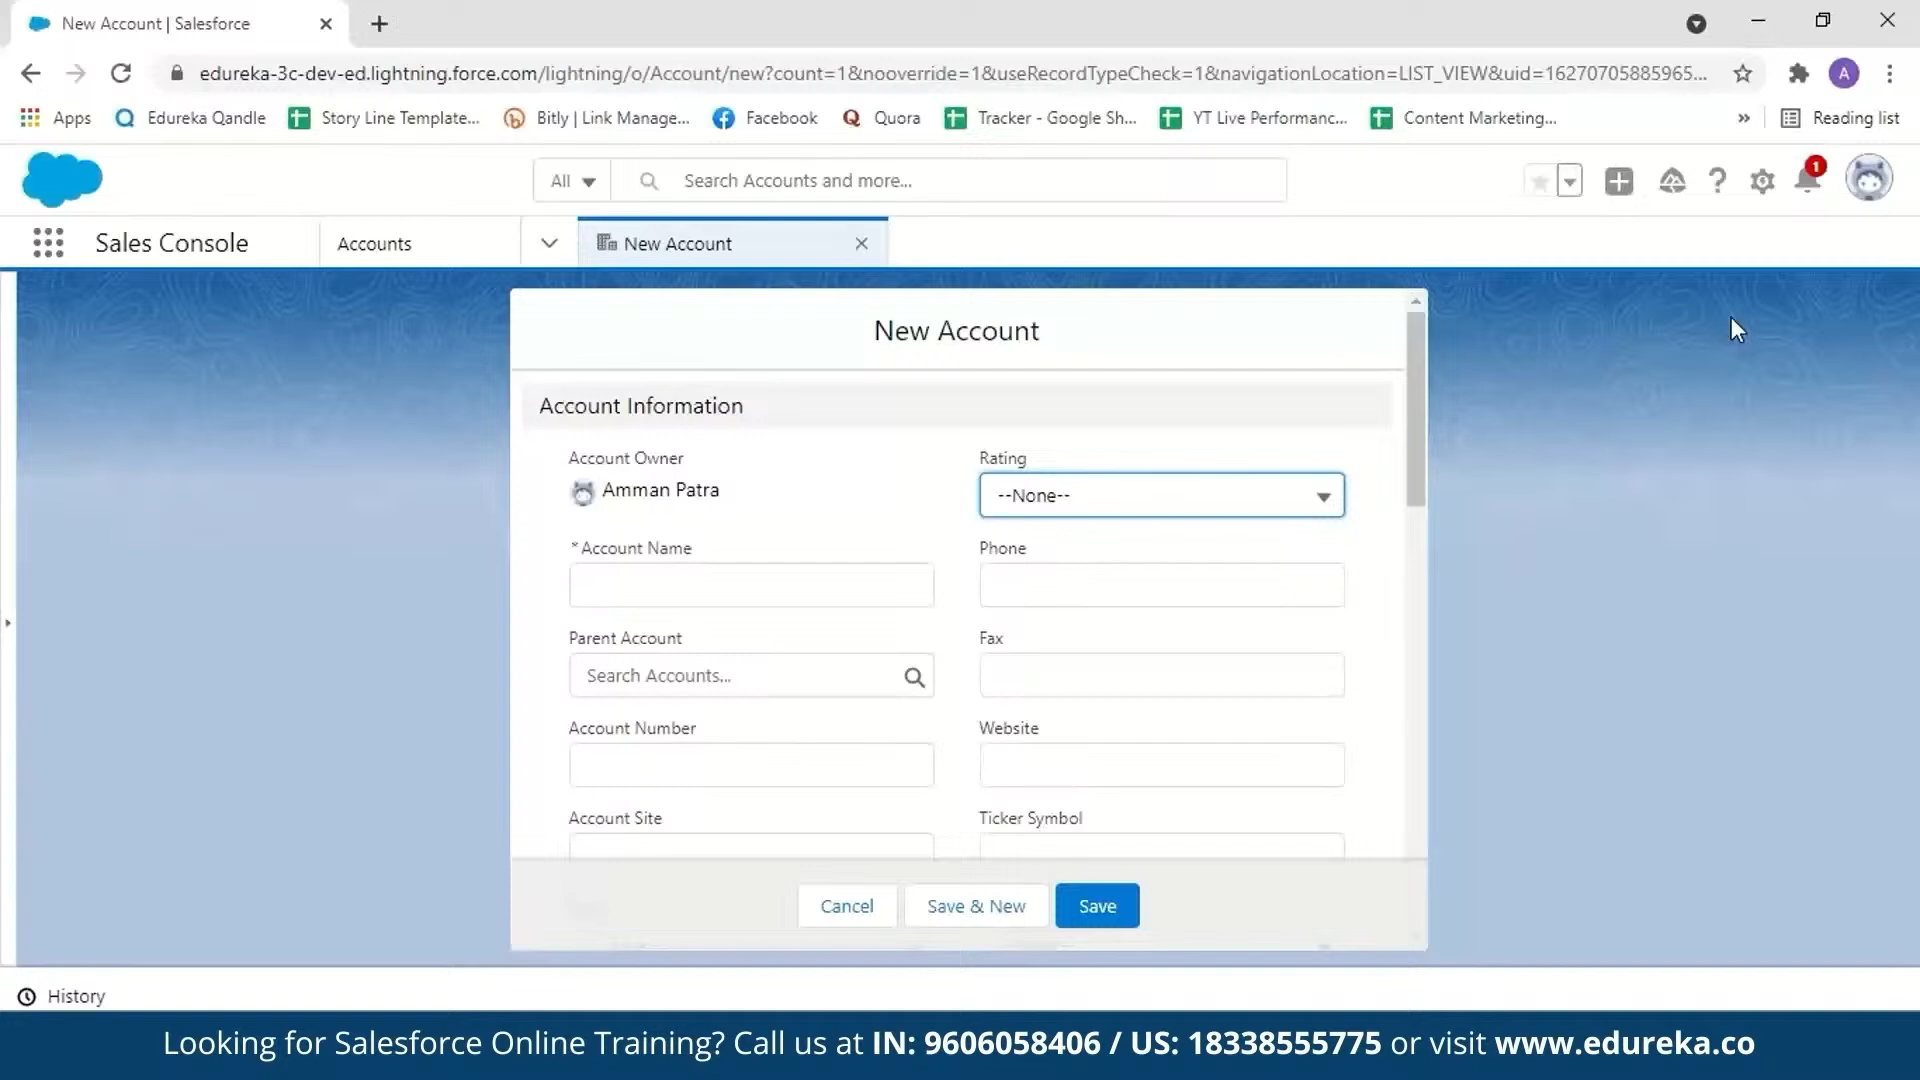 New Account | Salesforce
edureka-3c-dev-ed.lightning.force.com/lightning/o/Account/new?count=1&nooverride=1&useRecordTypeCheck=1&navigationLocation=LIST_VIEW&uid=16270705885965...
A
Apps
Edureka Qandle
Story Line Template...
Bitly | Link Manage...
Facebook
Quora
Tracker - Google Sh...
YT Live Performanc...
Content Marketing...
»
Reading list
All
Search Accounts and more...
1
Sales Console
Accounts
New Account
New Account
Account Information
Account Owner
Amman Patra
Rating
--None--
*Account Name
Phone
Parent Account
Search Accounts...
Fax
Account Number
Website
Account Site
Ticker Symbol
Cancel
Save & New
Save
History
Looking for Salesforce Online Training? Call us at IN: 9606058406 / US: 18338555775 or visit www.edureka.co